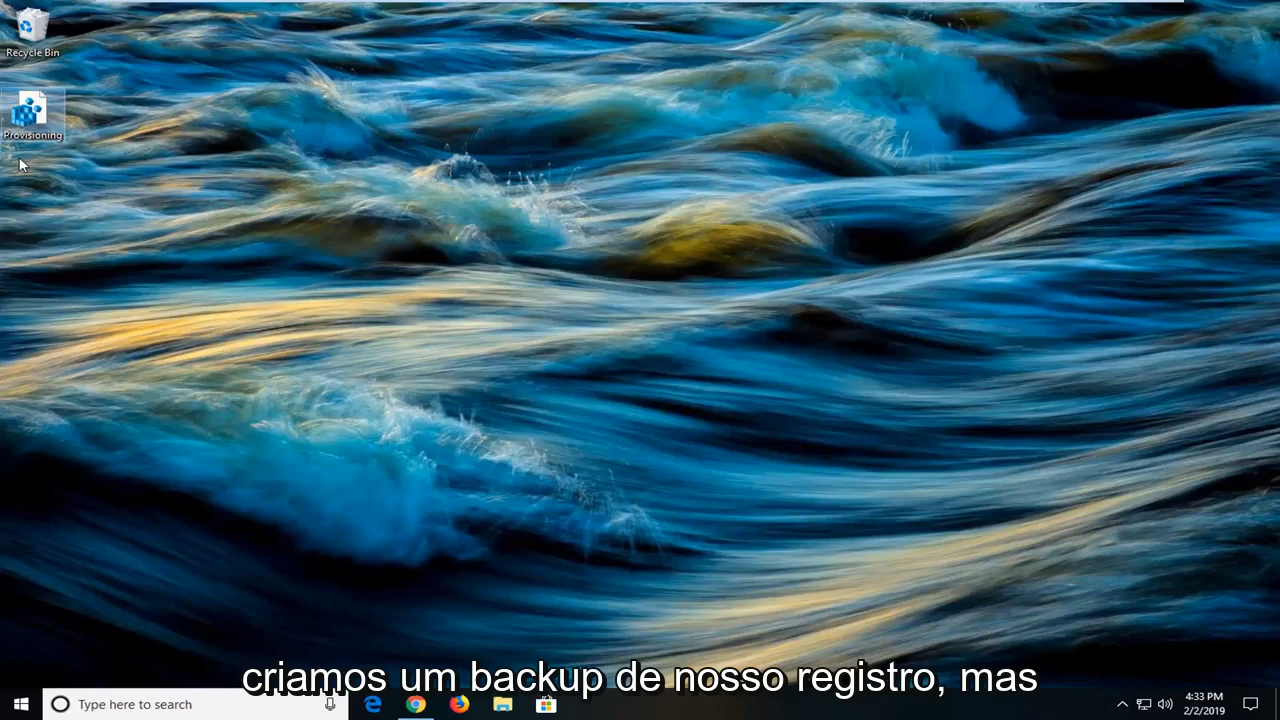 Recycle Bin
Provisioning
criamos um backup de nosso registro, mas
Type here to search
4:33 PM
2/2/2019